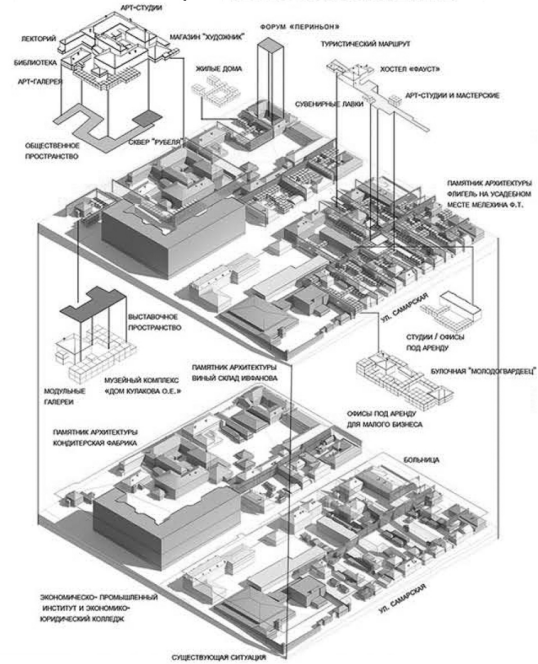 АРТ-СТУДИИ
ЛЕКТОРИЙ
МАГАЗИН "ХУДОЖНИК"
БИБЛИОТЕКА
АРТ-ГАЛЕРЕЯ
ЖИЛЫЕ ДОМА
ФОРУМ «ПЕРИНЬОН»
ТУРИСТИЧЕСКИЙ МАРШРУТ
ХОСТЕЛ «ФАУСТ»
СУВЕНИРНЫЕ ЛАВКИ
АРТ-СТУДИИ И МАСТЕРСКИЕ
ОБЩЕСТВЕННОЕ
ПРОСТРАНСТВО
СКВЕР "РУБЕЛЯ"
ПАМЯТНИК АРХИТЕКТУРЫ
ФЛИГЕЛЬ НА УСАДЕБНОМ
МЕСТЕ МЕЛЕХИНА Ф.Т.
УЛ. САМАРСКАЯ
ВЫСТАВОЧНОЕ
ПРОСТРАНСТВО
СТУДИИ / ОФИСЫ
ПОД АРЕНДУ
БУЛОЧНАЯ "МОЛОДОГВАРДЕЕЦ"
МОДУЛЬНЫЕ
ГАЛЕРЕИ
МУЗЕЙНЫЙ КОМПЛЕКС
«ДОМ КУЛАКОВА О.Е.»
ПАМЯТНИК АРХИТЕКТУРЫ
ВИНЫЙ СКЛАД ИВФАНОВА
ОФИСЫ ПОД АРЕНДУ
ДЛЯ МАЛОГО БИЗНЕСА
ПАМЯТНИК АРХИТЕКТУРЫ
КОНДИТЕРСКАЯ ФАБРИКА
БОЛЬНИЦА
ЭКОНОМИЧЕСКО- ПРОМЫШЛЕННЫЙ
ИНСТИТУТ И ЭКОНОМИКО-
ЮРИДИЧЕСКИЙ КОЛЛЕДЖ
УЛ. САМАРСКАЯ
СУЩЕСТВУЮЩАЯ СИТУАЦИЯ